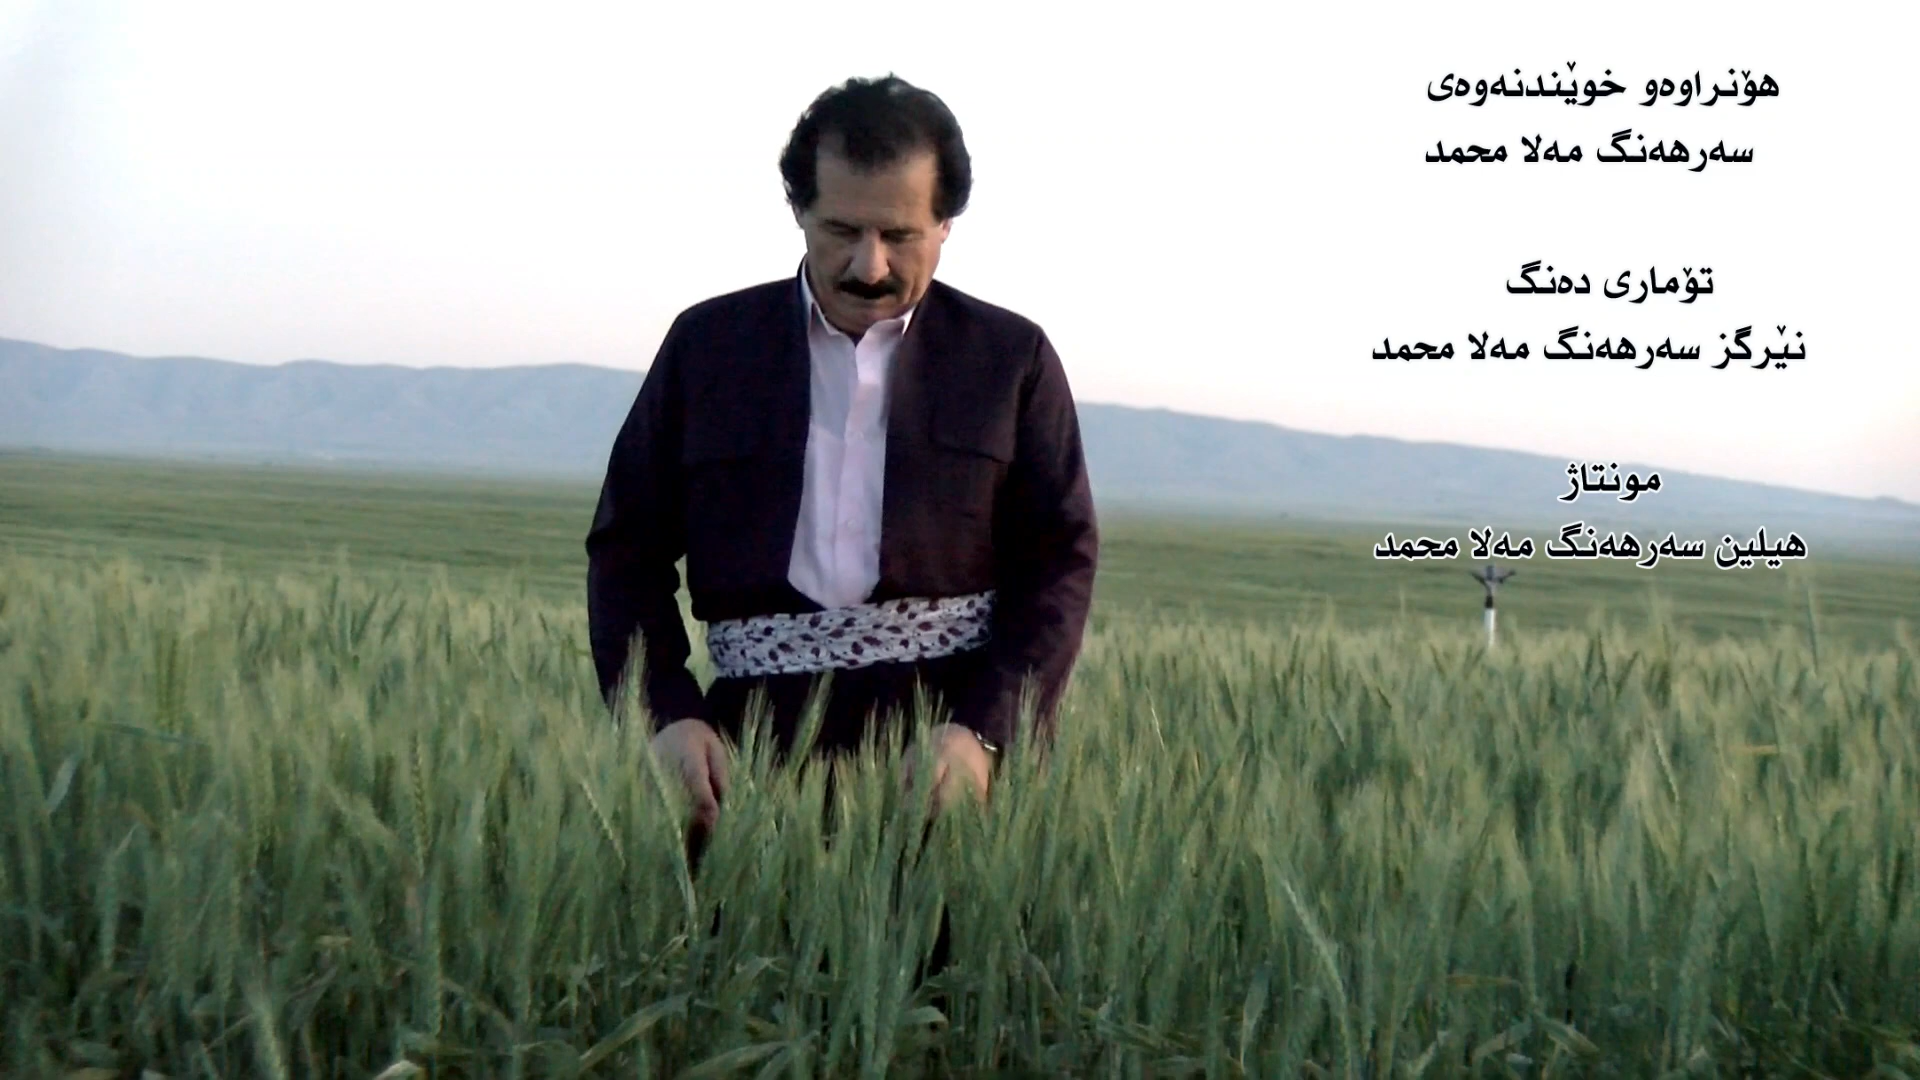 هۆنراوەو خوێندنەوەی
سەرهەنگ مەلا محمد
تۆماری دەنگ
نێرگز سەرهەنگ مەلا محمد
مونتاژ
هیلین سەرهەنگ مەلا محمد